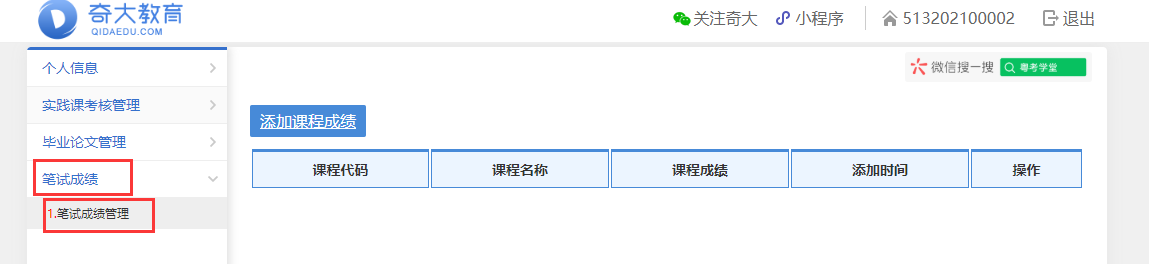 奇大教育
QIDAEDU.COM
关注奇大 小程序 513202100002 退出
个人信息
微信搜一搜 粤考学堂
实践课考核管理
添加课程成绩
毕业论文管理
课程代码 课程名称 课程成绩 添加时间 操作
笔试成绩
1.笔试成绩管理